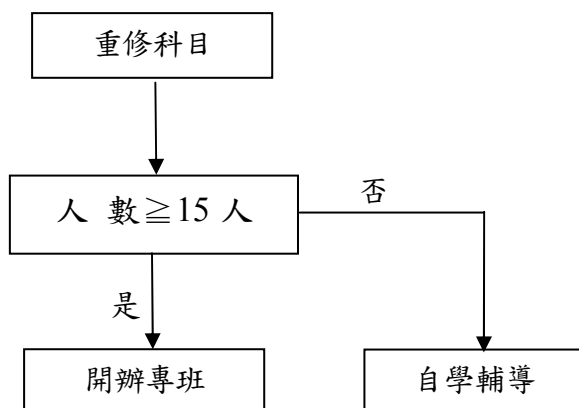 重修科目
人 數≧15 人
否
是
開辦專班
自學輔導